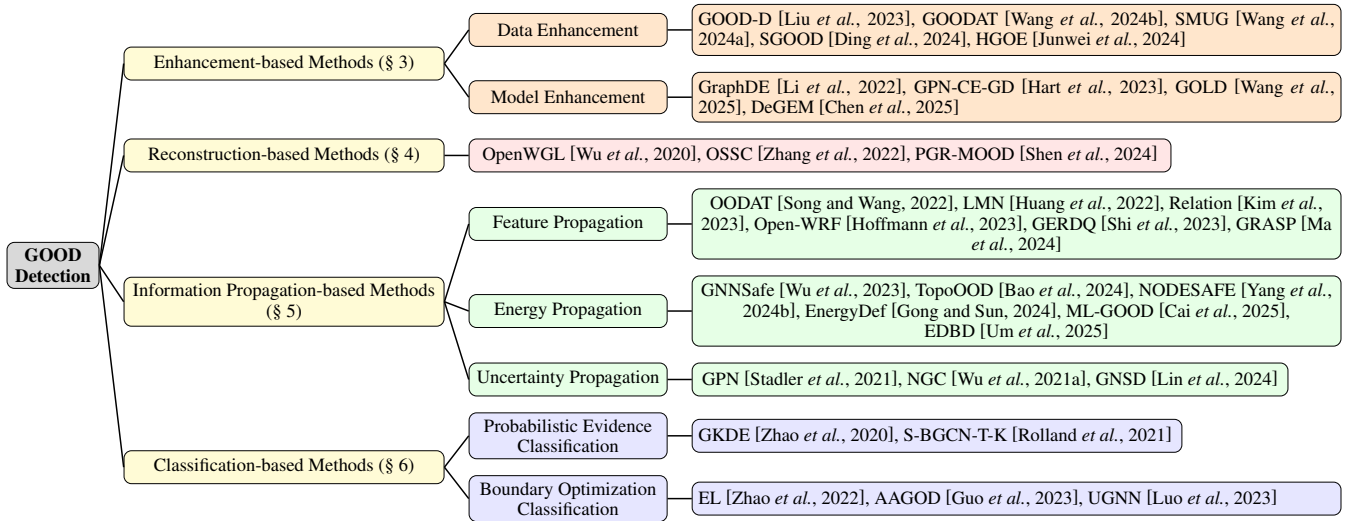 GOOD
Detection
Enhancement-based Methods (§ 3)
Data Enhancement
GOOD-D [Liu et al., 2023], GOODAT [Wang et al., 2024b], SMUG [Wang et al.,
2024a], SGOOD [Ding et al., 2024], HGOE [Junwei et al., 2024]
Model Enhancement
GraphDE [Li et al., 2022], GPN-CE-GD [Hart et al., 2023], GOLD [Wang et al.,
2025], DeGEM [Chen et al., 2025]
Reconstruction-based Methods (§ 4)
OpenWGL [Wu et al., 2020], OSSC [Zhang et al., 2022], PGR-MOOD [Shen et al., 2024]
Information Propagation-based Methods
(§ 5)
Feature Propagation
OODAT [Song and Wang, 2022], LMN [Huang et al., 2022], Relation [Kim et al.,
2023], Open-WRF [Hoffmann et al., 2023], GERDQ [Shi et al., 2023], GRASP [Ma
et al., 2024]
Energy Propagation
GNNSafe [Wu et al., 2023], TopoOOD [Bao et al., 2024], NODESAFE [Yang et al.,
2024b], EnergyDef [Gong and Sun, 2024], ML-GOOD [Cai et al., 2025],
EDBD [Um et al., 2025]
Uncertainty Propagation
GPN [Stadler et al., 2021], NGC [Wu et al., 2021a], GNSD [Lin et al., 2024]
Classification-based Methods (§ 6)
Probabilistic Evidence
Classification
GKDE [Zhao et al., 2020], S-BGCN-T-K [Rolland et al., 2021]
Boundary Optimization
Classification
EL [Zhao et al., 2022], AAGOD [Guo et al., 2023], UGNN [Luo et al., 2023]